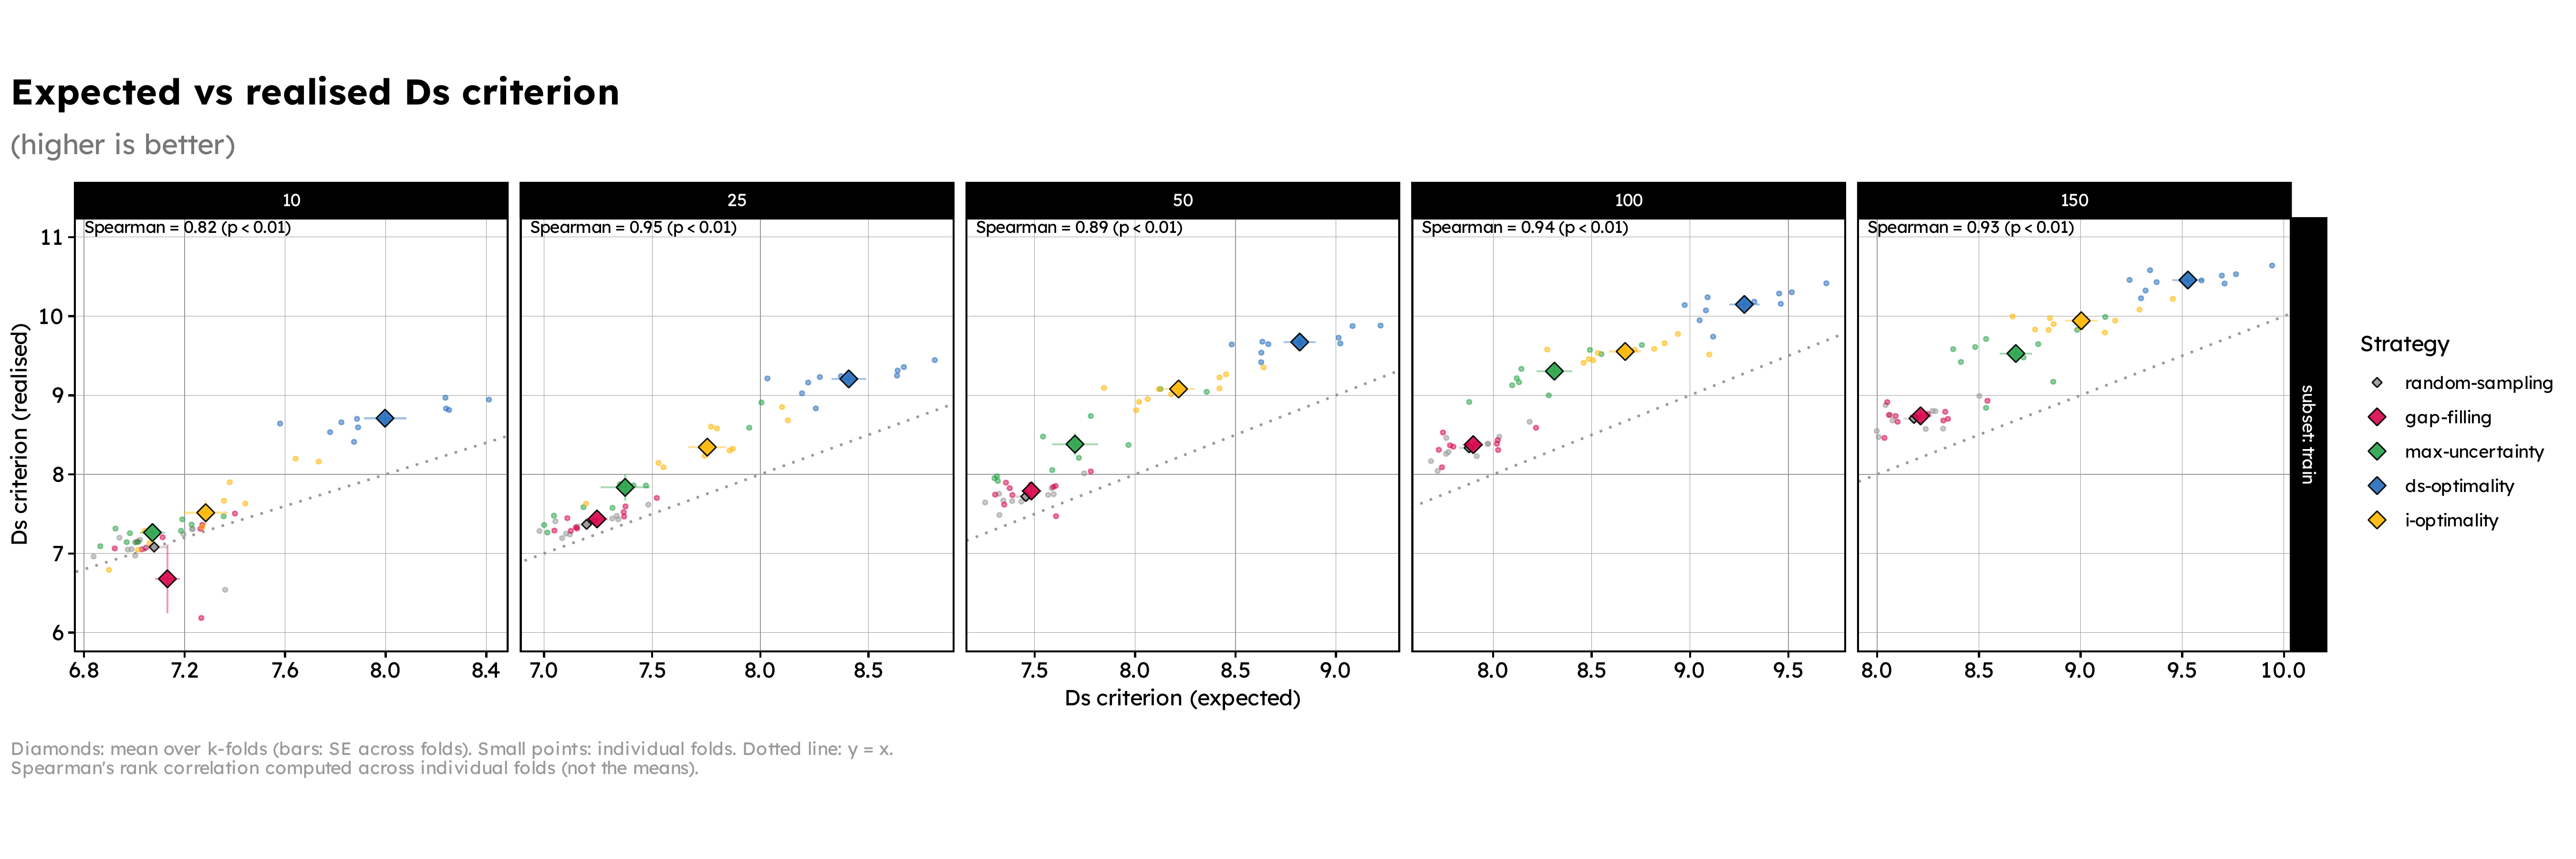 Expected vs realised Ds criterion
(higher is better)
10
25
50
100
150
Spearman = 0.82 (p < 0.01)
Spearman = 0.95 (p < 0.01)
Spearman = 0.89 (p < 0.01)
Spearman = 0.94 (p < 0.01)
Spearman = 0.93 (p < 0.01)
11
10
9
8
7
6
Ds criterion (realised)
subset: train
6.8 7.2 7.6 8.0 8.4
7.0 7.5 8.0 8.5
7.5 8.0 8.5 9.0
8.0 8.5 9.0 9.5
8.0 8.5 9.0 9.5 10.0
Ds criterion (expected)
Strategy
random-sampling
gap-filling
max-uncertainty
ds-optimality
i-optimality
Diamonds: mean over k-folds (bars: SE across folds). Small points: individual folds. Dotted line: y = x.
Spearman's rank correlation computed across individual folds (not the means).